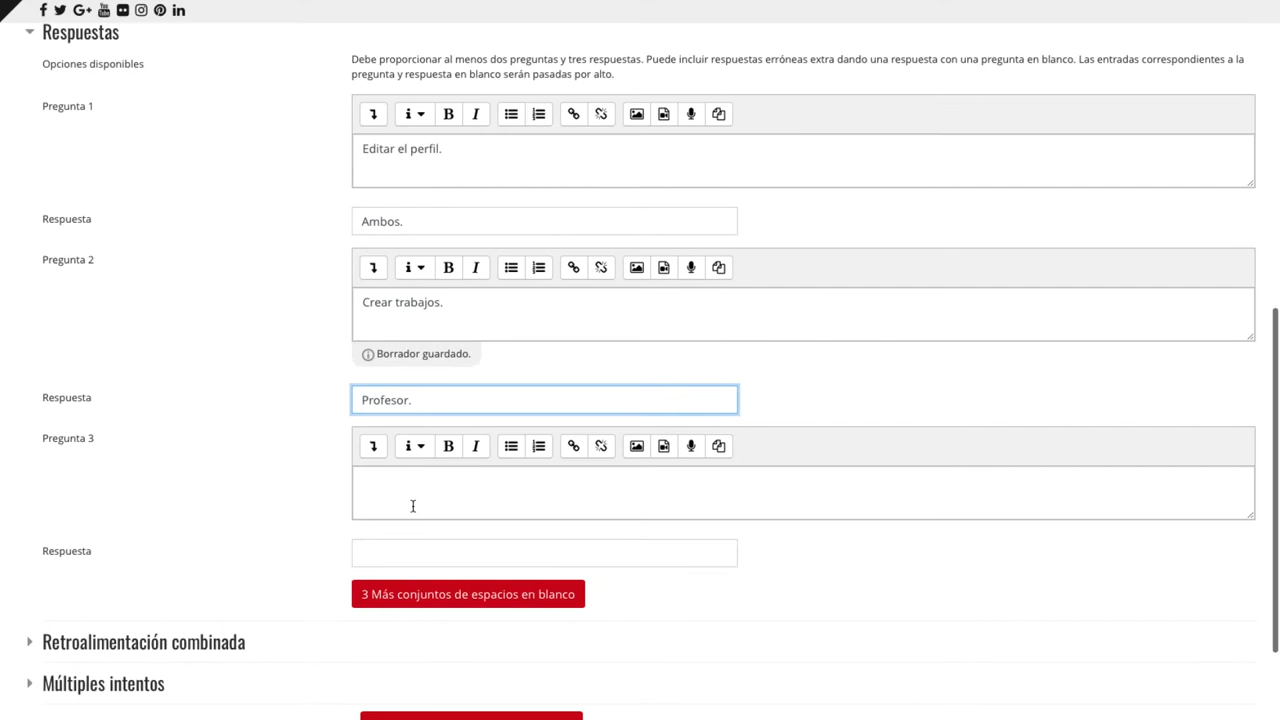 Respuestas
Opciones disponibles
Debe proporcionar al menos dos preguntas y tres respuestas. Puede incluir respuestas erróneas extra dando una respuesta con una pregunta en blanco. Las entradas correspondientes a la
pregunta y respuesta en blanco serán pasadas por alto.
Pregunta 1
Editar el perfil.
Respuesta
Ambos.
Pregunta 2
Crear trabajos.
Borrador guardado.
Respuesta
Profesor.
Pregunta 3
Respuesta
3 Más conjuntos de espacios en blanco
Retroalimentación combinada
Múltiples intentos